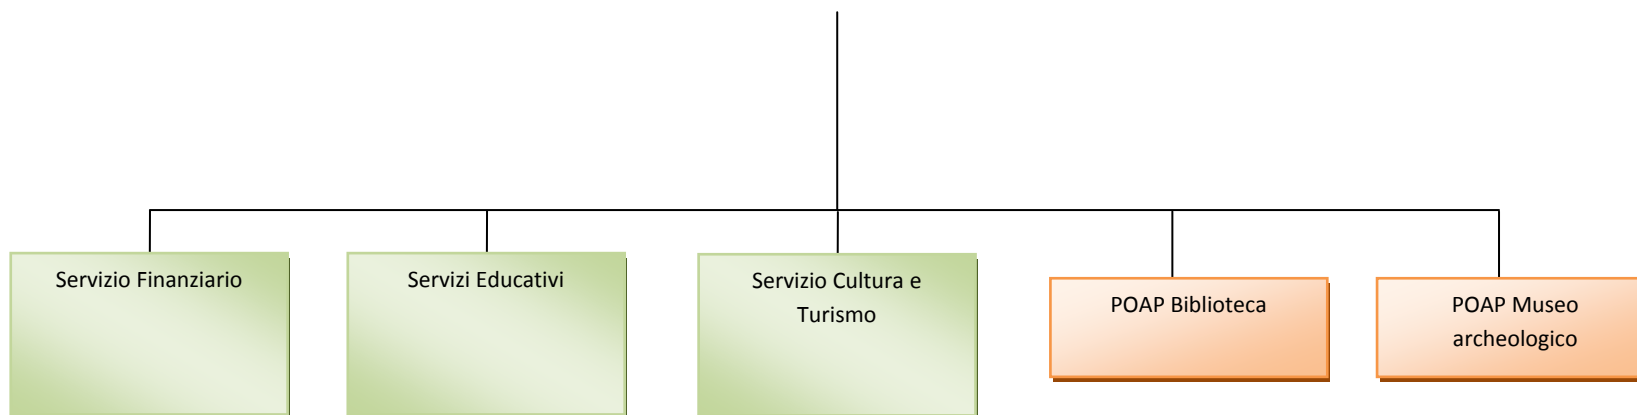 Servizio Finanziario
Servizi Educativi
Servizio Cultura e
Turismo
POAP Biblioteca
POAP Museo
archeologico